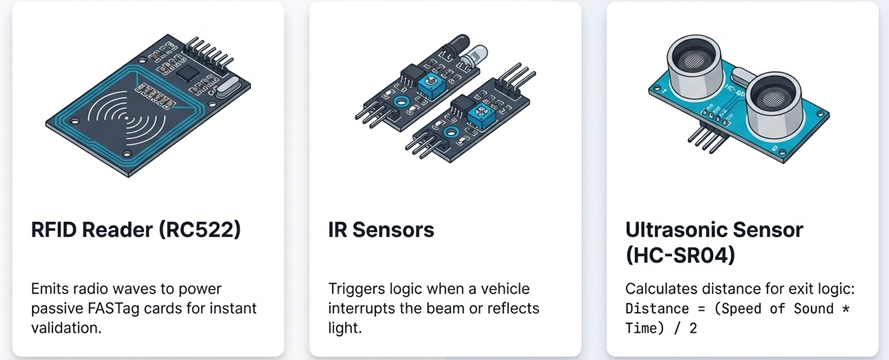 RFID Reader (RC522)
Emits radio waves to power
passive FASTag cards for instant
validation.
IR Sensors
Triggers logic when a vehicle
interrupts the beam or reflects
light.
Ultrasonic Sensor
(HC-SR04)
Calculates distance for exit logic:
Distance = (Speed of Sound *
Time) / 2